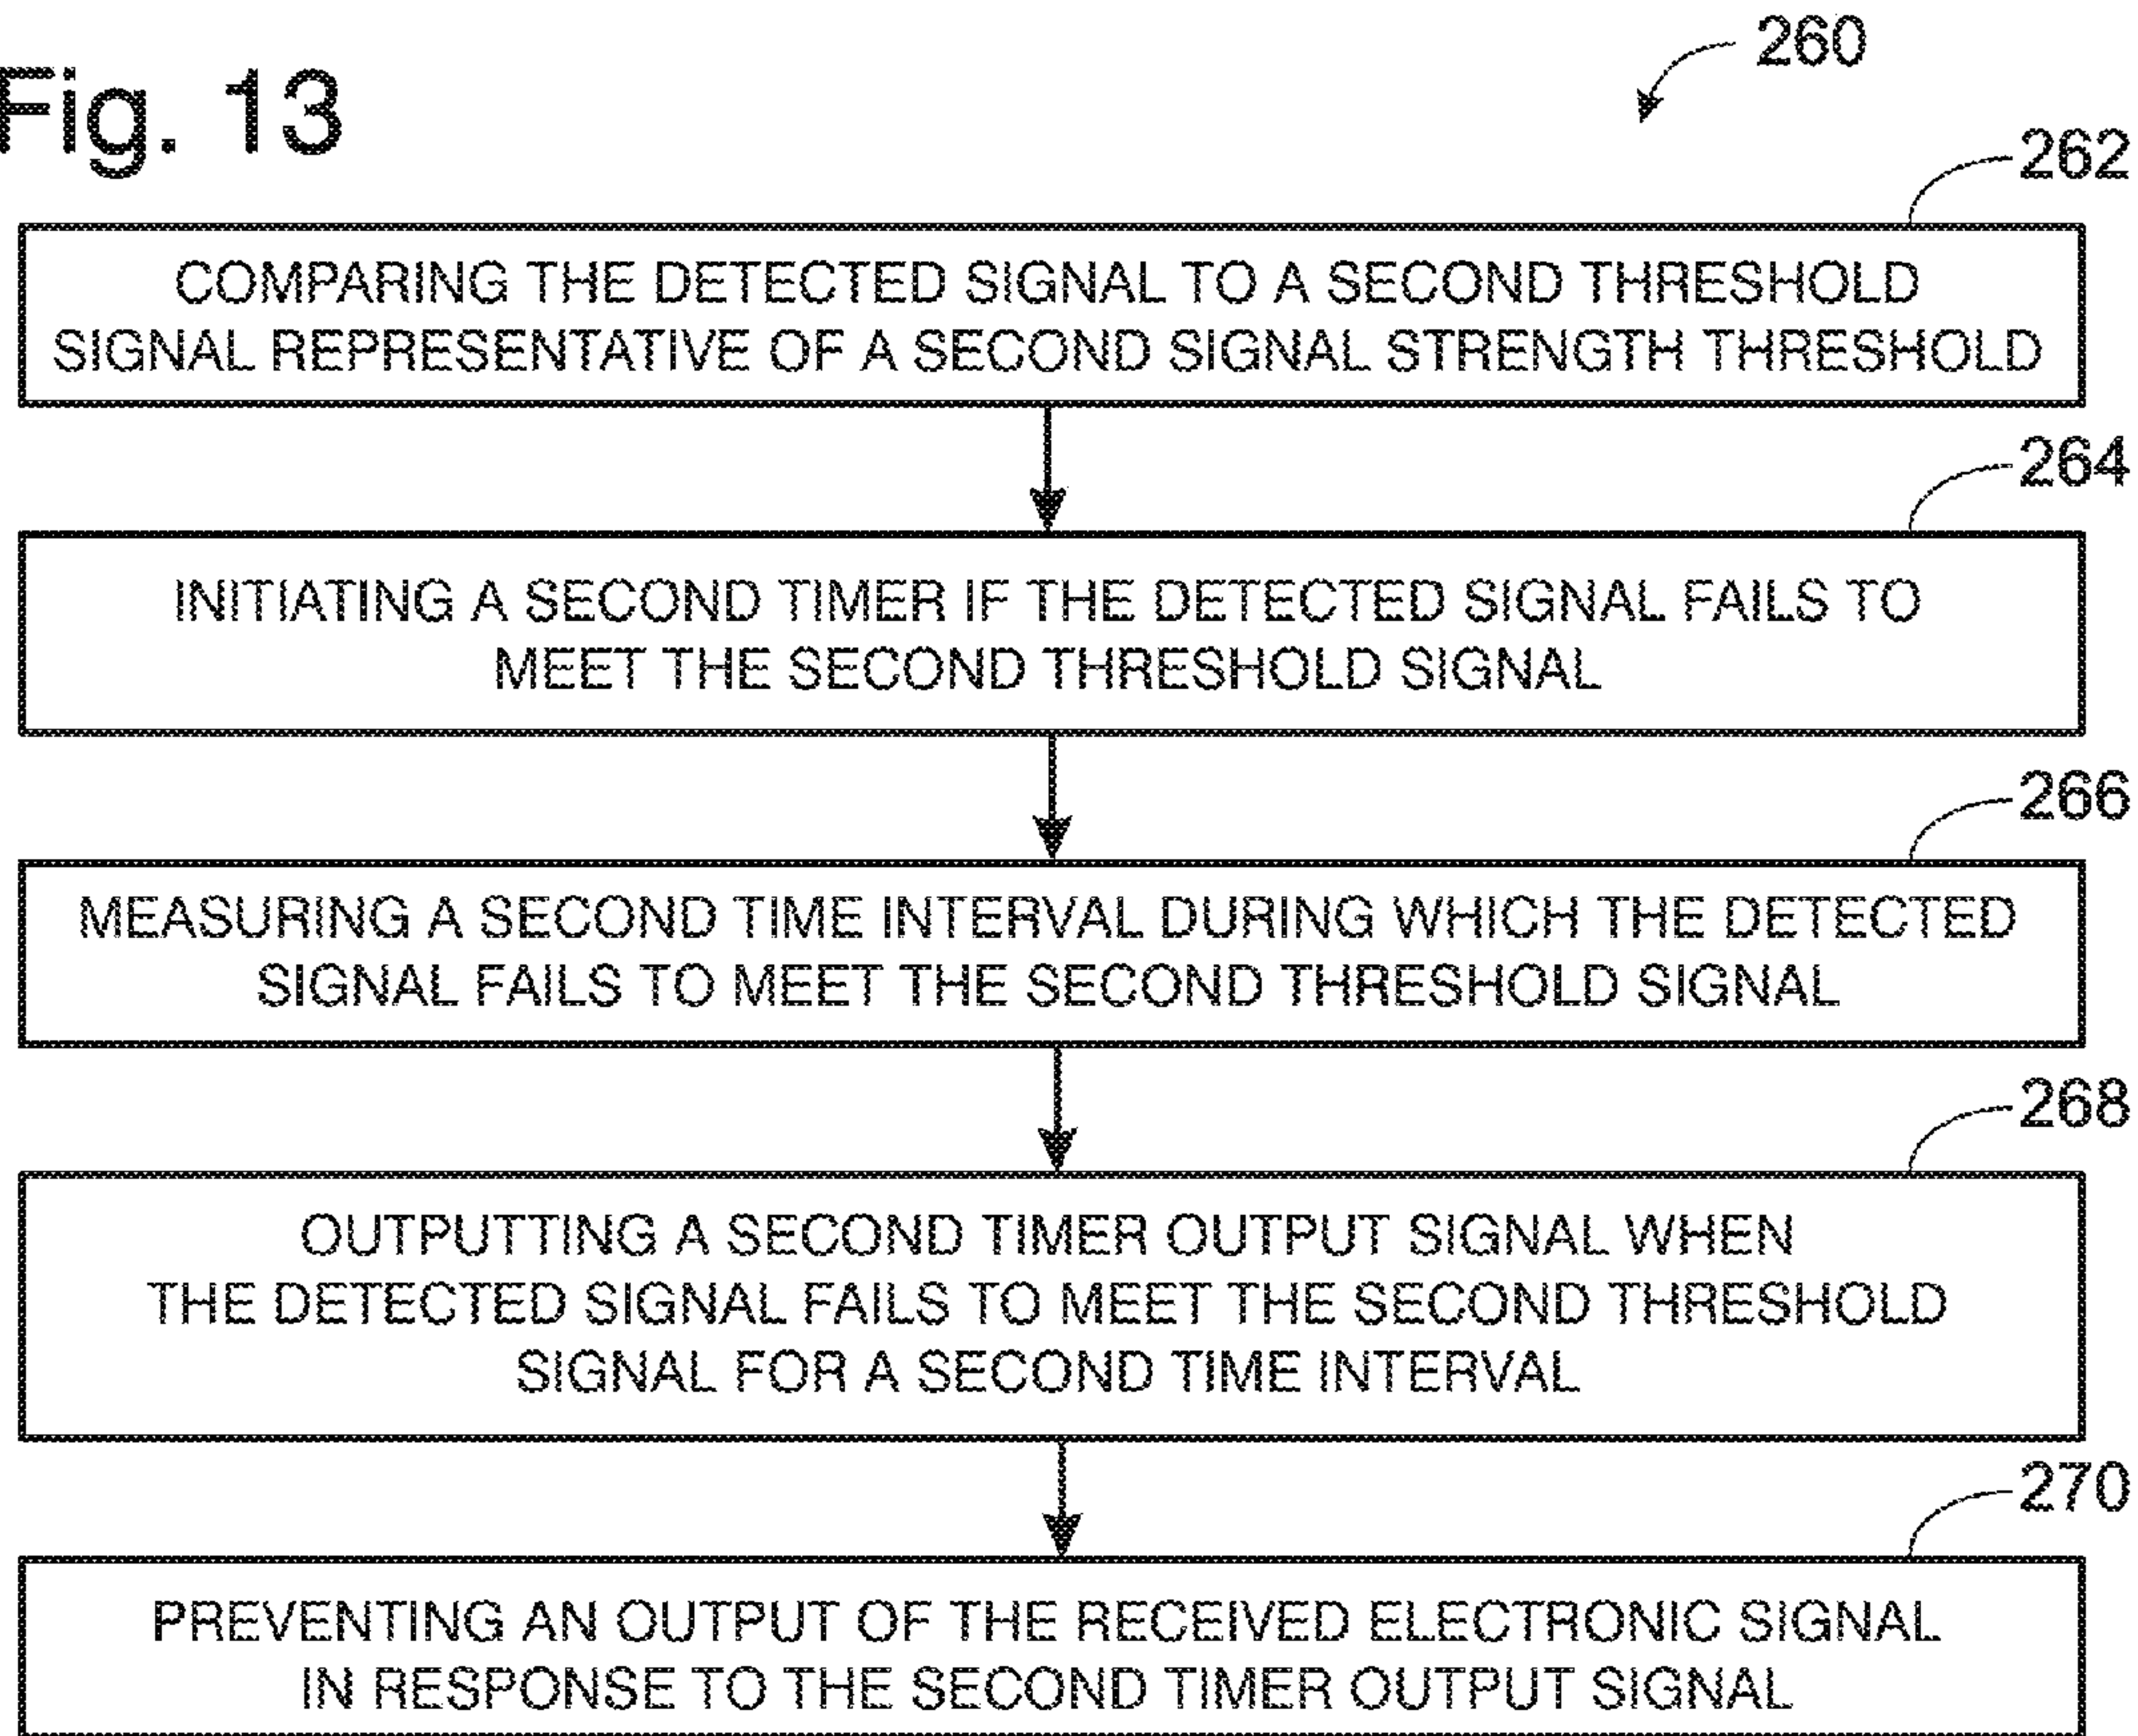 Fig. 13
260
262
COMPARING THE DETECTED SIGNAL TO A SECOND THRESHOLD
SIGNAL REPRESENTATIVE OF A SECOND SIGNAL STRENGTH THRESHOLD
264
INITIATING A SECOND TIMER IF THE DETECTED SIGNAL FAILS TO
MEET THE SECOND THRESHOLD SIGNAL
266
MEASURING A SECOND TIME INTERVAL DURING WHICH THE DETECTED
SIGNAL FAILS TO MEET THE SECOND THRESHOLD SIGNAL
268
OUTPUTTING A SECOND TIMER OUTPUT SIGNAL WHEN
THE DETECTED SIGNAL FAILS TO MEET THE SECOND THRESHOLD
SIGNAL FOR A SECOND TIME INTERVAL
270
PREVENTING AN OUTPUT OF THE RECEIVED ELECTRONIC SIGNAL
IN RESPONSE TO THE SECOND TIMER OUTPUT SIGNAL